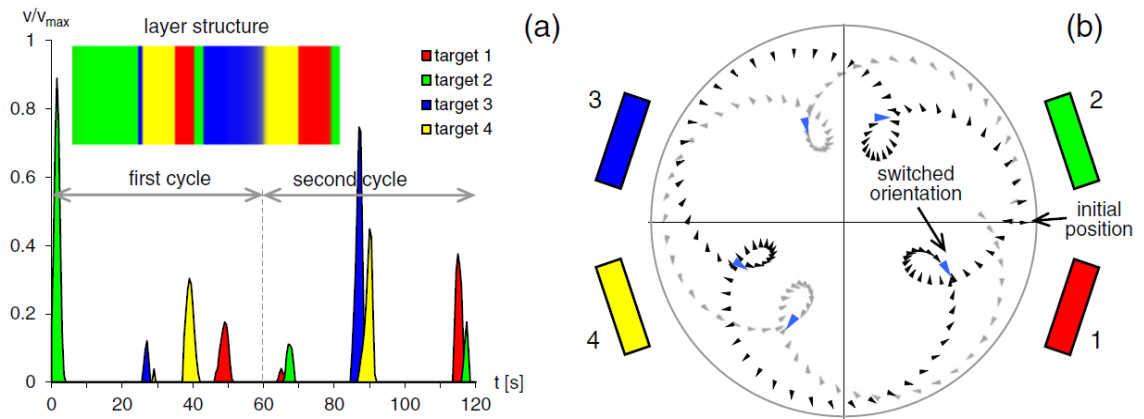 v/vmax
layer structure
(a)
(b)
1
0.8
0.6
0.4
0.2
0
target 1
target 2
target 3
target 4
first cycle
second cycle
0
20
40
60
80
100
120
t [s]
3
2
switched
orientation
initial
position
4
1